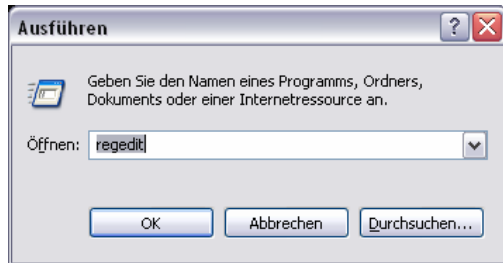 Ausführen
Geben Sie den Namen eines Programms, Ordners,
Dokuments oder einer Internetressource an.
Öffnen: regedit
OK Abbrechen Durchsuchen...